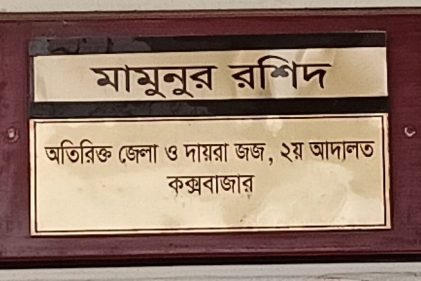 মামুনুর রশিদ
অতিরিক্ত জেলা ও দায়রা জজ, ২য় আদালত
কক্সবাজার